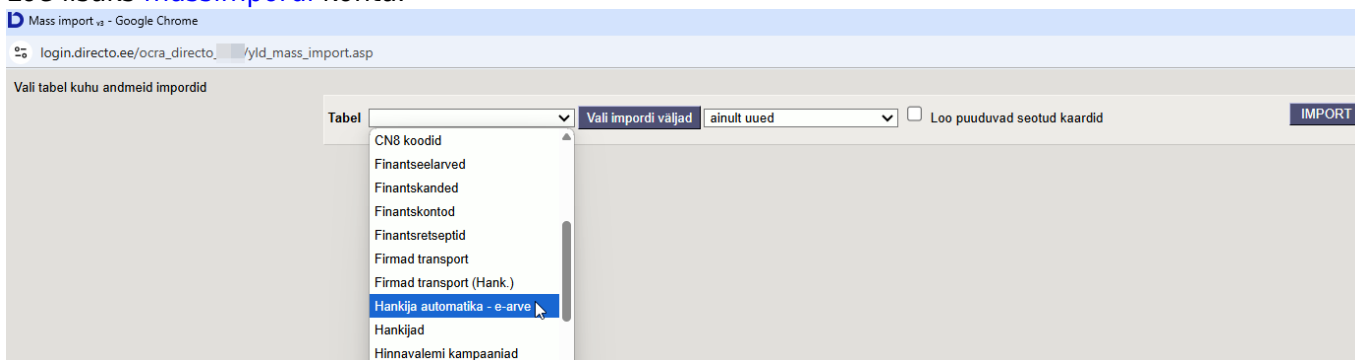 Mass import v3 - Google Chrome
login.directo.ee/ocra_directo_ /yld_mass_import.asp
Vali tabel kuhu andmeid impordid
Tabel Vali impordi väljad ainult uued Loo puuduvad seotud kaardid IMPORT
CN8 koodid
Finantseelarved
Finantskanded
Finantskontod
Finantsretseptid
Firmad transport
Firmad transport (Hank.)
Hankija automatika - e-arve
Hankijad
Hinnavalemi kampaaniad